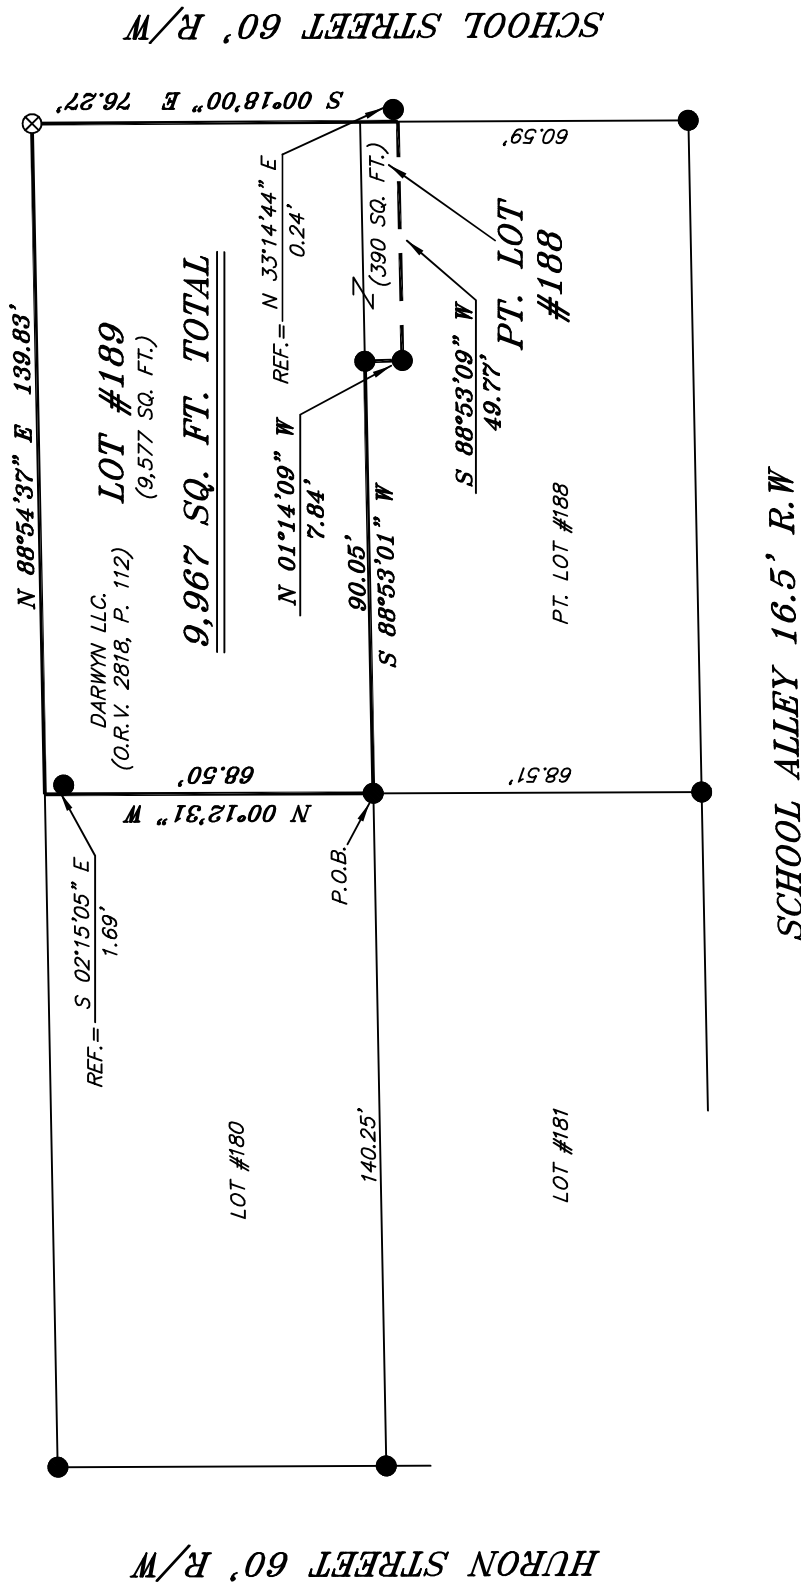 SCHOOL STREET 60' R/W
S 00°18'00" E 76.27'
60.59'
N 88°54'37" E 139.83'
LOT #189
(9,577 SQ. FT.)
9,967 SQ. FT. TOTAL
DARWYN LLC.
(O.R.V. 2818, P. 112)
REF.= N 33°14'44" E
0.24'
(390 SQ. FT.)
PT. LOT
#188
N 01°14'09" W
7.84'
S 88°53'09" W
49.77'
90.05'
S 88°53'01" W
PT. LOT #188
68.50'
N 00°12'31" W
68.51'
P.O.B.
REF.= S 02°15'05" E
1.69'
LOT #180
140.25'
LOT #181
SCHOOL ALLEY 16.5' R.W
HURON STREET 60' R/W